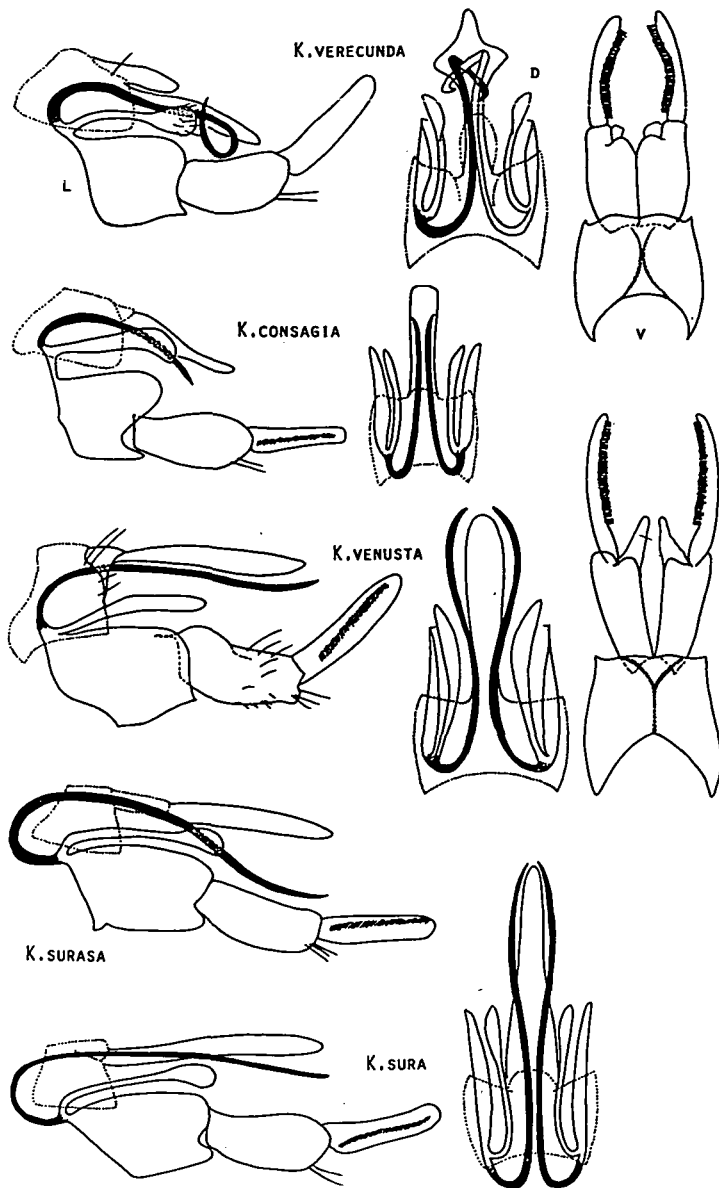 K.VERECUNDA
D
L
V
K.CONSAGIA
K.VENUSTA
K.SURASA
K.SURA